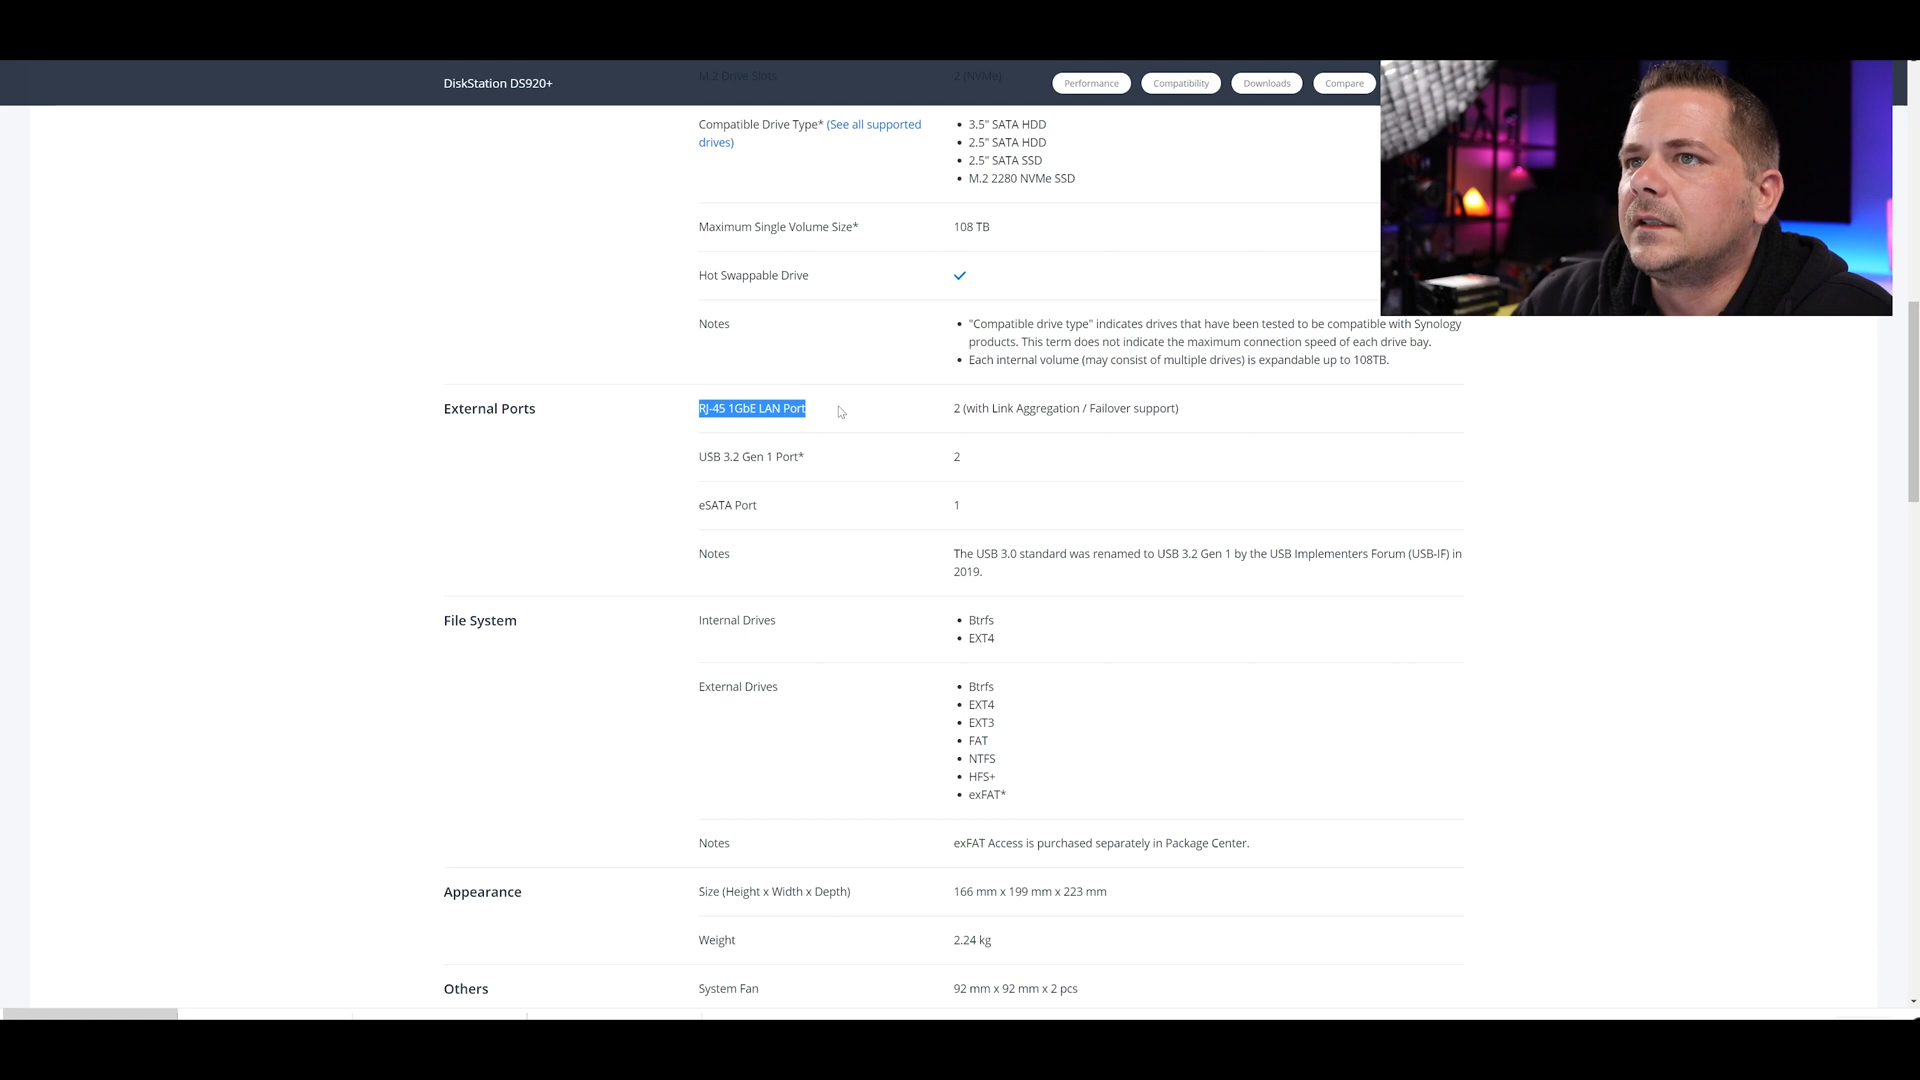 DiskStation DS920+
M.2 Drive Slots 2 (NVMe)
Performance Compatibility Downloads Compare
Compatible Drive Type* (See all supported drives)
• 3.5" SATA HDD
• 2.5" SATA HDD
• 2.5" SATA SSD
• M.2 2280 NVMe SSD
Maximum Single Volume Size* 108 TB
Hot Swappable Drive ✓
Notes
• "Compatible drive type" indicates drives that have been tested to be compatible with Synology
products. This term does not indicate the maximum connection speed of each drive bay.
• Each internal volume (may consist of multiple drives) is expandable up to 108TB.
External Ports RJ-45 1GbE LAN Port 2 (with Link Aggregation / Failover support)
USB 3.2 Gen 1 Port* 2
eSATA Port 1
Notes The USB 3.0 standard was renamed to USB 3.2 Gen 1 by the USB Implementers Forum (USB-IF) in
2019.
File System Internal Drives
• Btrfs
• EXT4
External Drives
• Btrfs
• EXT4
• EXT3
• FAT
• NTFS
• HFS+
• exFAT*
Notes exFAT Access is purchased separately in Package Center.
Appearance Size (Height x Width x Depth) 166 mm x 199 mm x 223 mm
Weight 2.24 kg
Others System Fan 92 mm x 92 mm x 2 pcs